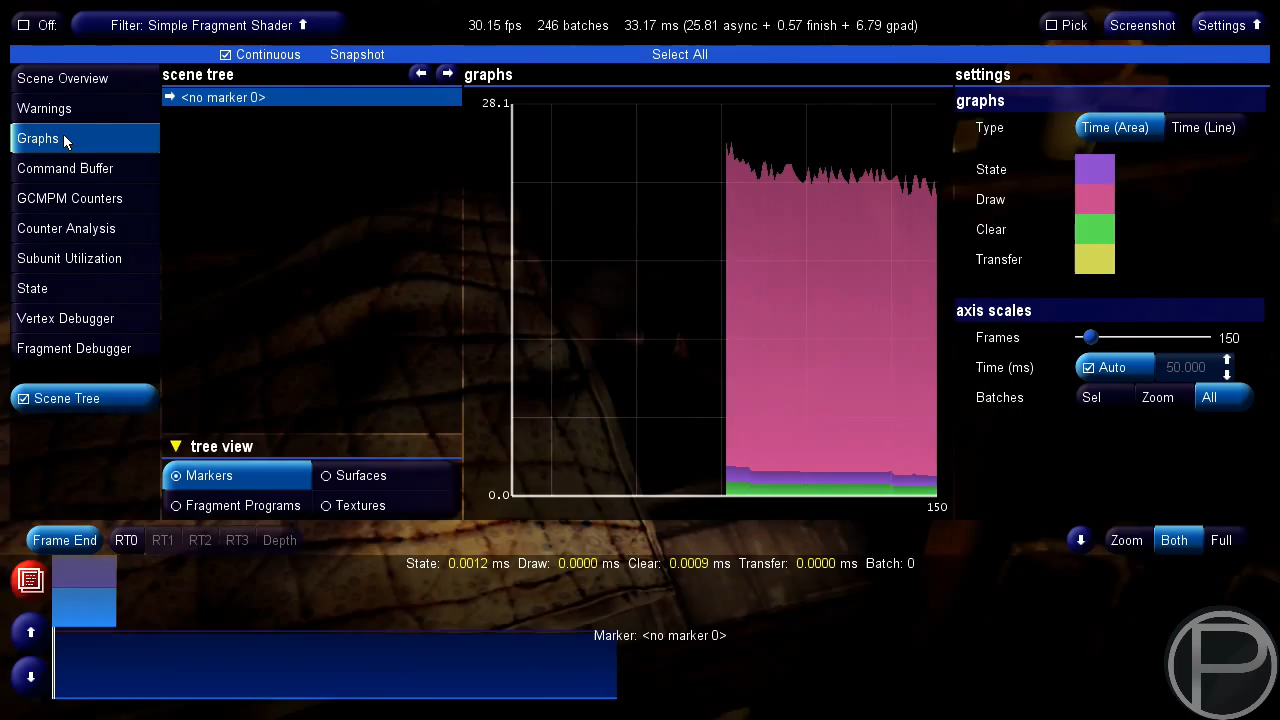 Off: Filter: Simple Fragment Shader 30.15 fps 246 batches 33.17 ms (25.81 async + 0.57 finish + 6.79 gpad) Pick Screenshot Settings
Continuous Snapshot Select All
Scene Overview
Warnings
Graphs
Command Buffer
GCMPM Counters
Counter Analysis
Subunit Utilization
State
Vertex Debugger
Fragment Debugger
Scene Tree
scene tree
<no marker 0>
tree view
Markers Surfaces
Fragment Programs Textures
graphs
28.1
0.0
150
settings
graphs
Type Time (Area) Time (Line)
State
Draw
Clear
Transfer
axis scales
Frames 150
Time (ms) Auto 50.000
Batches Sel Zoom All
Frame End RT0 RT1 RT2 RT3 Depth Zoom Both Full
State: 0.0012 ms Draw: 0.0000 ms Clear: 0.0009 ms Transfer: 0.0000 ms Batch: 0
Marker: <no marker 0>
P